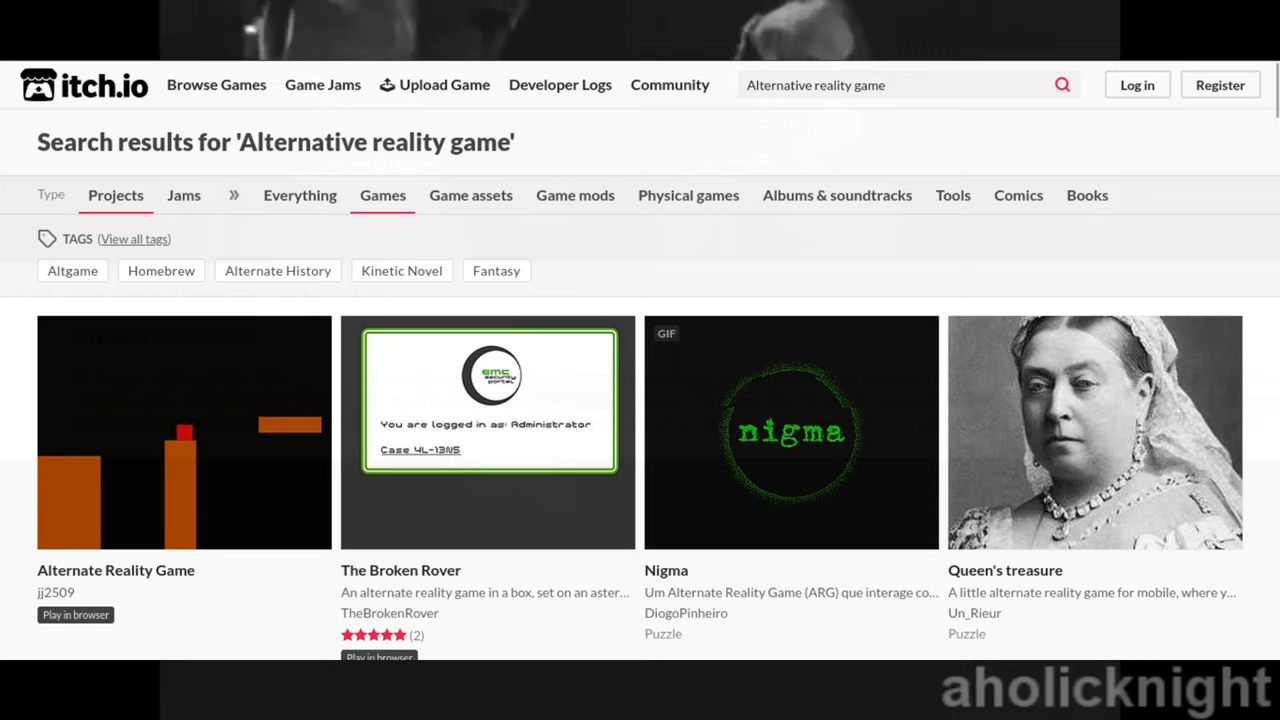 itch.io Browse Games Game Jams Upload Game Developer Logs Community Alternative reality game Log in Register
Search results for 'Alternative reality game'
Type Projects Jams » Everything Games Game assets Game mods Physical games Albums & soundtracks Tools Comics Books
TAGS (View all tags)
Altgame Homebrew Alternate History Kinetic Novel Fantasy
GIF
EMC
security
portal
You are logged in as: Administrator
Case 4L-13N5
nigma
Alternate Reality Game The Broken Rover Nigma Queen's treasure
jj2509 An alternate reality game in a box, set on an aster... Um Alternate Reality Game (ARG) que interage co... A little alternate reality game for mobile, where y...
Play in browser TheBrokenRover DiogoPinheiro Un_Rieur
(2) Puzzle Puzzle
Play in browser
aholicknight